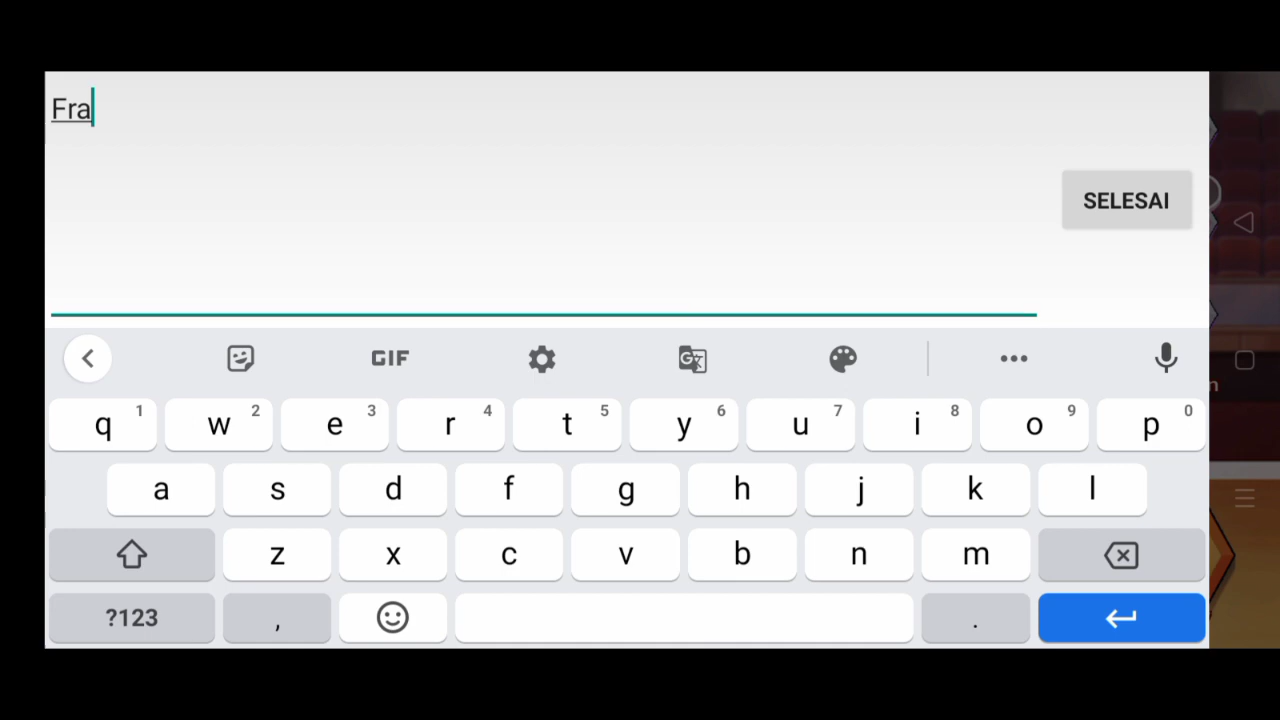 Fra
SELESAI
GIF
q 1 w 2 e 3 r 4 t 5 y 6 u 7 i 8 o 9 p 0
a s d f g h j k l
z x c v b n m
?123 , .
n